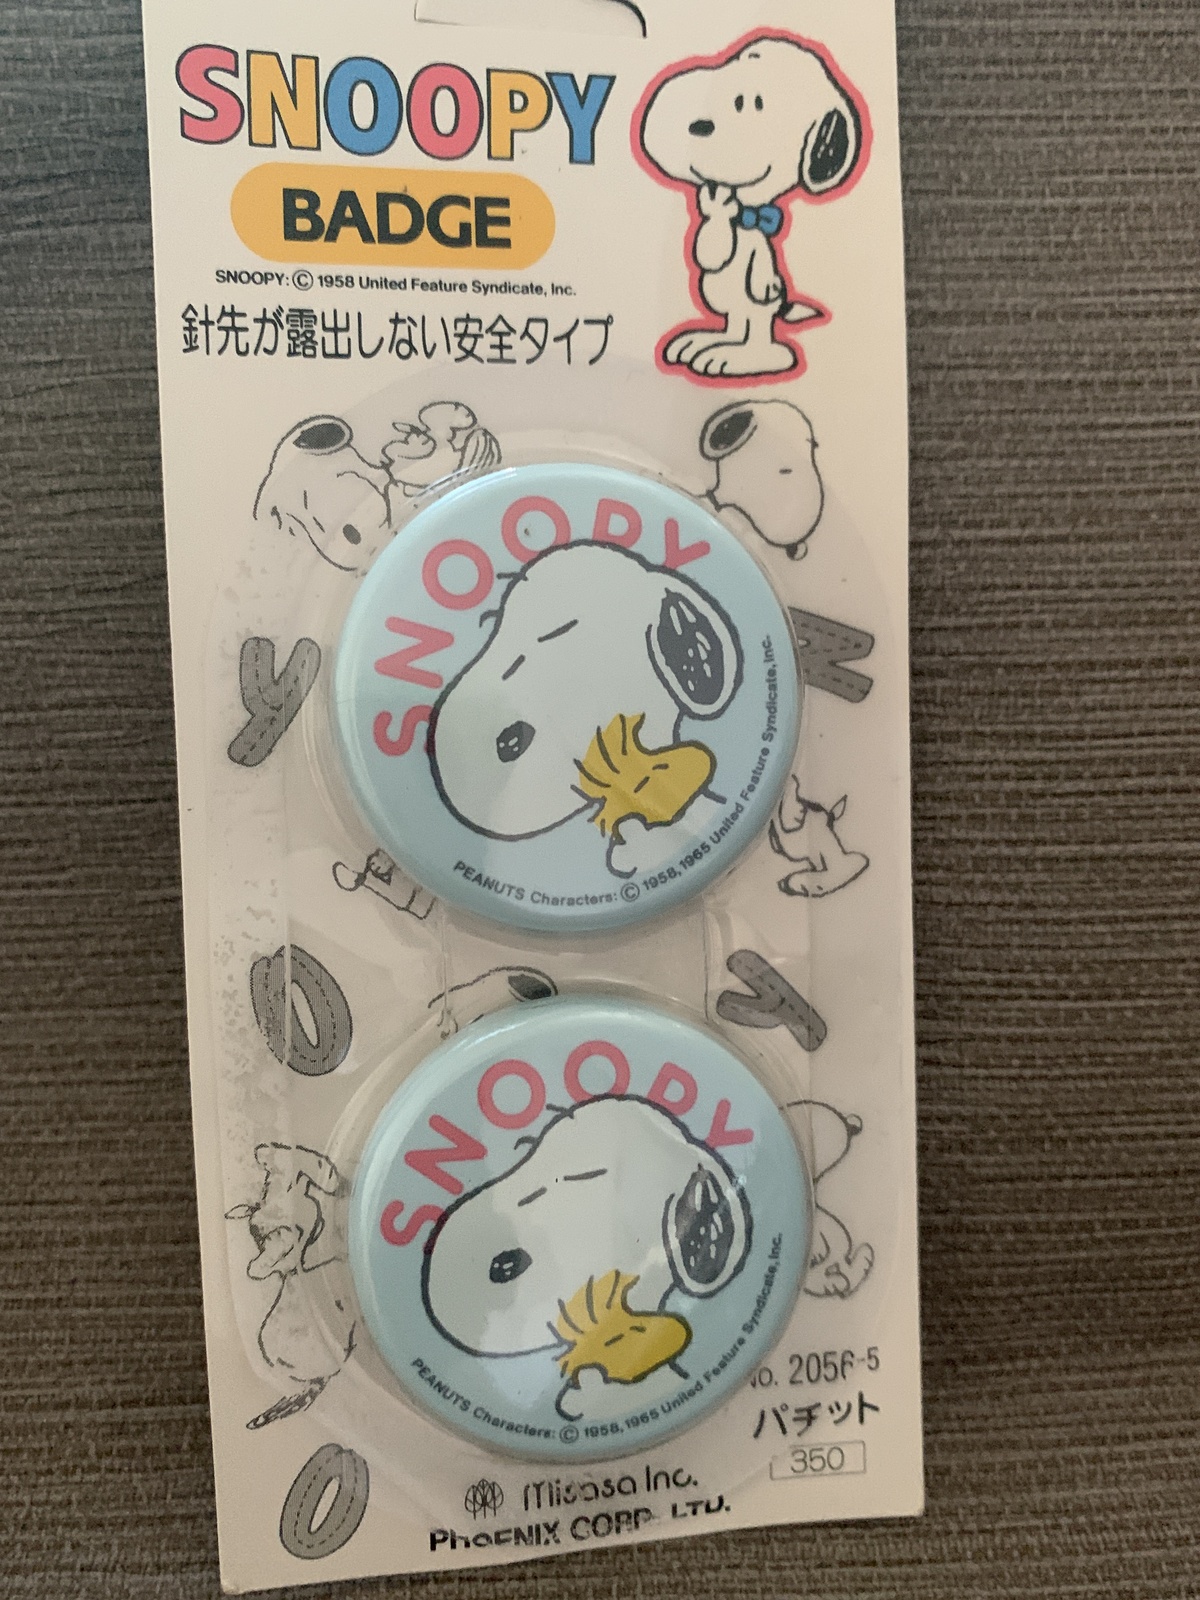 SNOOPY
BADGE
SNOOPY: © 1958 United Feature Syndicate, Inc.
針先が露出しない安全タイプ
SNOOPY
PEANUTS Characters: © 1958, 1965 United Feature Syndicate, Inc.
SNOOPY
PEANUTS Characters: © 1958, 1965 United Feature Syndicate, Inc.
Y
N
O
Y
O
No.
パチット
350
Misasa Inc.
PhoENIX CORP. LTD.